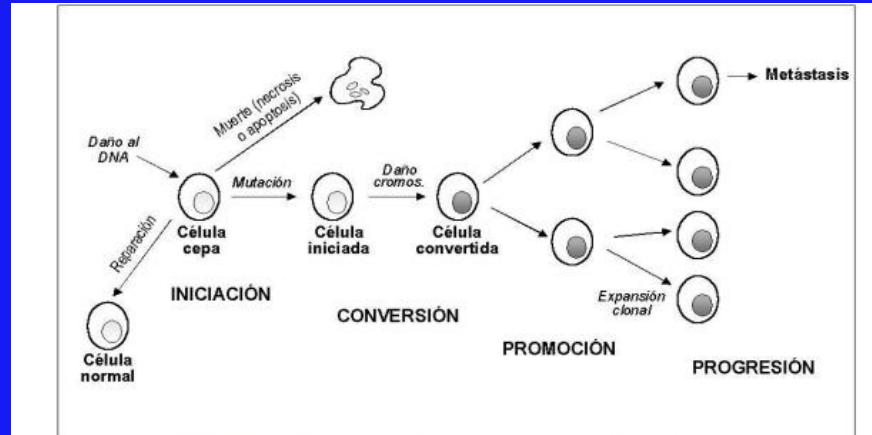 Daño al
DNA
Muerte (necrosis
o apoptosis)
Metástasis
Mutación
Daño
cromos.
Reparación
Célula
cepa
Célula
iniciada
Célula
convertida
INICIACIÓN
CONVERSIÓN
Expansión
clonal
PROMOCIÓN
PROGRESIÓN
Célula
normal